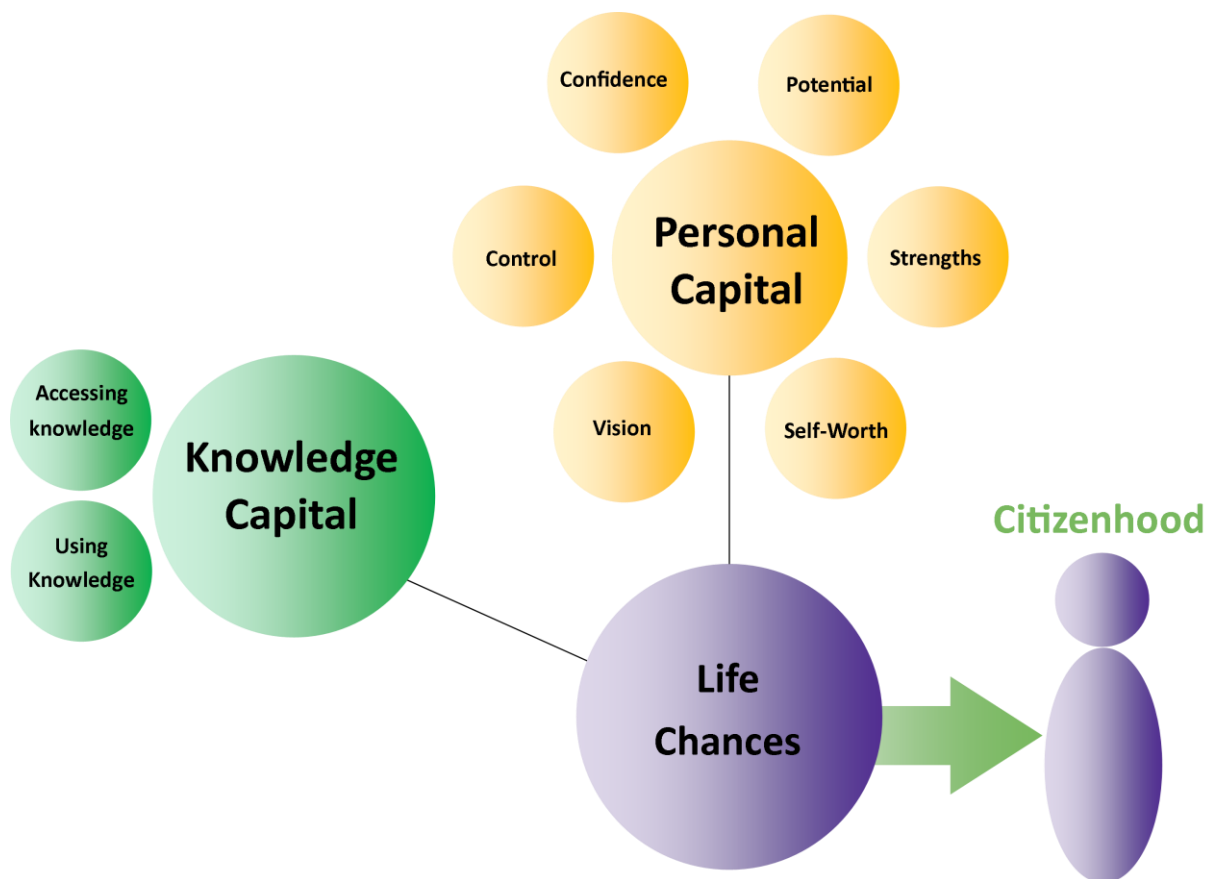 Confidence
Potential
Personal
Capital
Control
Strengths
Vision
Self-Worth
Accessing
knowledge
Knowledge
Capital
Using
Knowledge
Citizenhood
Life
Chances